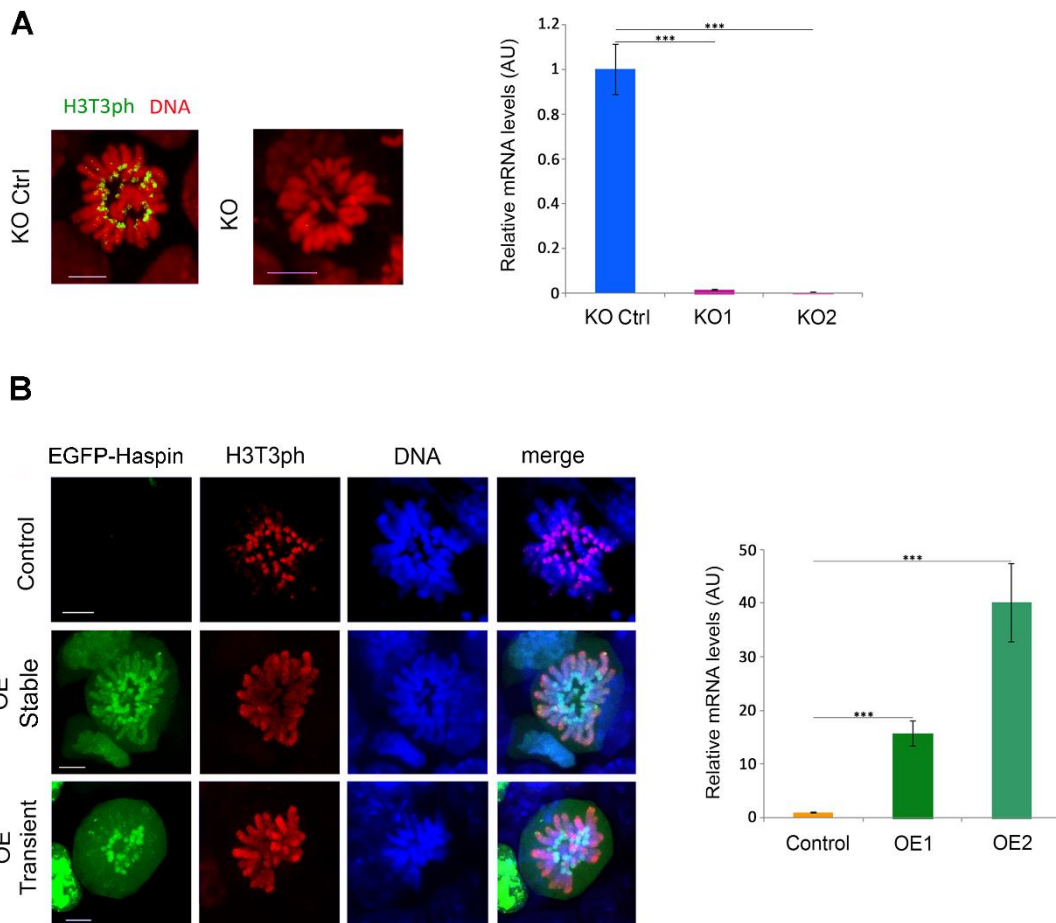 A
H3T3ph DNA
KO Ctrl
KO
Relative mRNA levels (AU)
1.2
1
0.8
0.6
0.4
0.2
0
***
***
KO Ctrl KO1 KO2
B
EGFP-Haspin H3T3ph DNA merge
Control
OE
Stable
OE
Transient
Relative mRNA levels (AU)
50
40
30
20
10
0
***
***
Control OE1 OE2